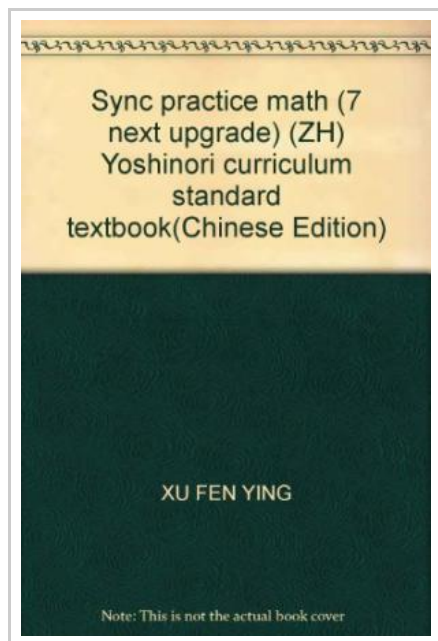 Sync practice math (7
next upgrade) (ZH)
Yoshinori curriculum
standard
textbook(Chinese Edition)
XU FEN YING
Note: This is not the actual book cover